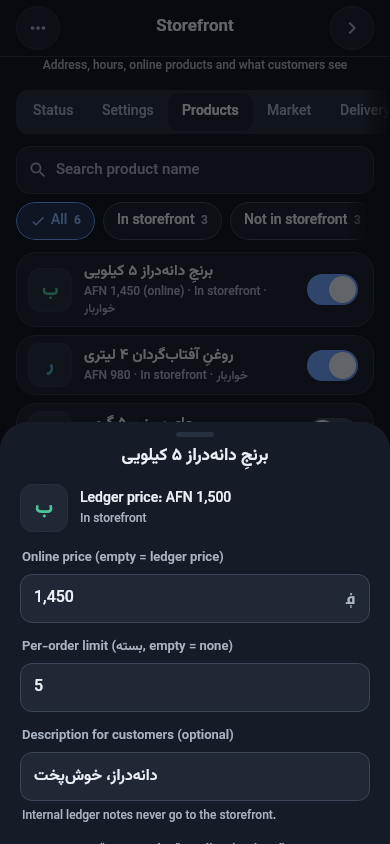 Storefront
Address, hours, online products and what customers see
Status Settings Products Market
Search product name
All 6 In storefront 3 Not in storefront 3
برنجِ دانه‌دراز ۵ کیلویی
ب
AFN 1,450 (online) · In storefront ·
خواربار
روغنِ آفتاب‌گردان ۴ لیتری
ر
AFN 980 · In storefront · خواربار
برنجِ دانه‌دراز ۵ کیلویی
ب
Ledger price: AFN 1,500
In storefront
Online price (empty = ledger price)
1,450 ؋
Per-order limit (بسته, empty = none)
5
Description for customers (optional)
دانه‌دراز، خوش‌پخت
Internal ledger notes never go to the storefront.